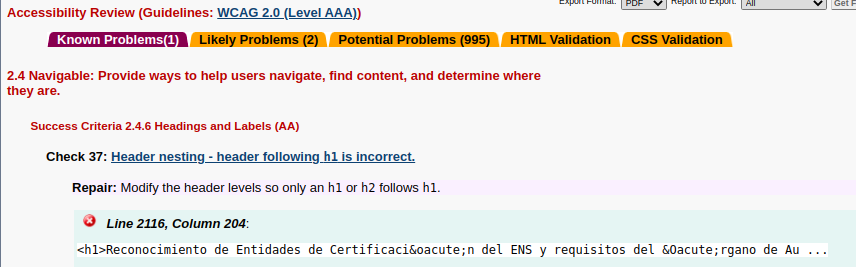 Export Format: PDF Report to Export: All Get F
Accessibility Review (Guidelines: WCAG 2.0 (Level AAA))
Known Problems(1) Likely Problems (2) Potential Problems (995) HTML Validation CSS Validation
2.4 Navigable: Provide ways to help users navigate, find content, and determine where
they are.
Success Criteria 2.4.6 Headings and Labels (AA)
Check 37: Header nesting - header following h1 is incorrect.
Repair: Modify the header levels so only an h1 or h2 follows h1.
Line 2116, Column 204:
<h1>Reconocimiento de Entidades de Certificaci&oacute;n del ENS y requisitos del &Oacute;rgano de Au ...